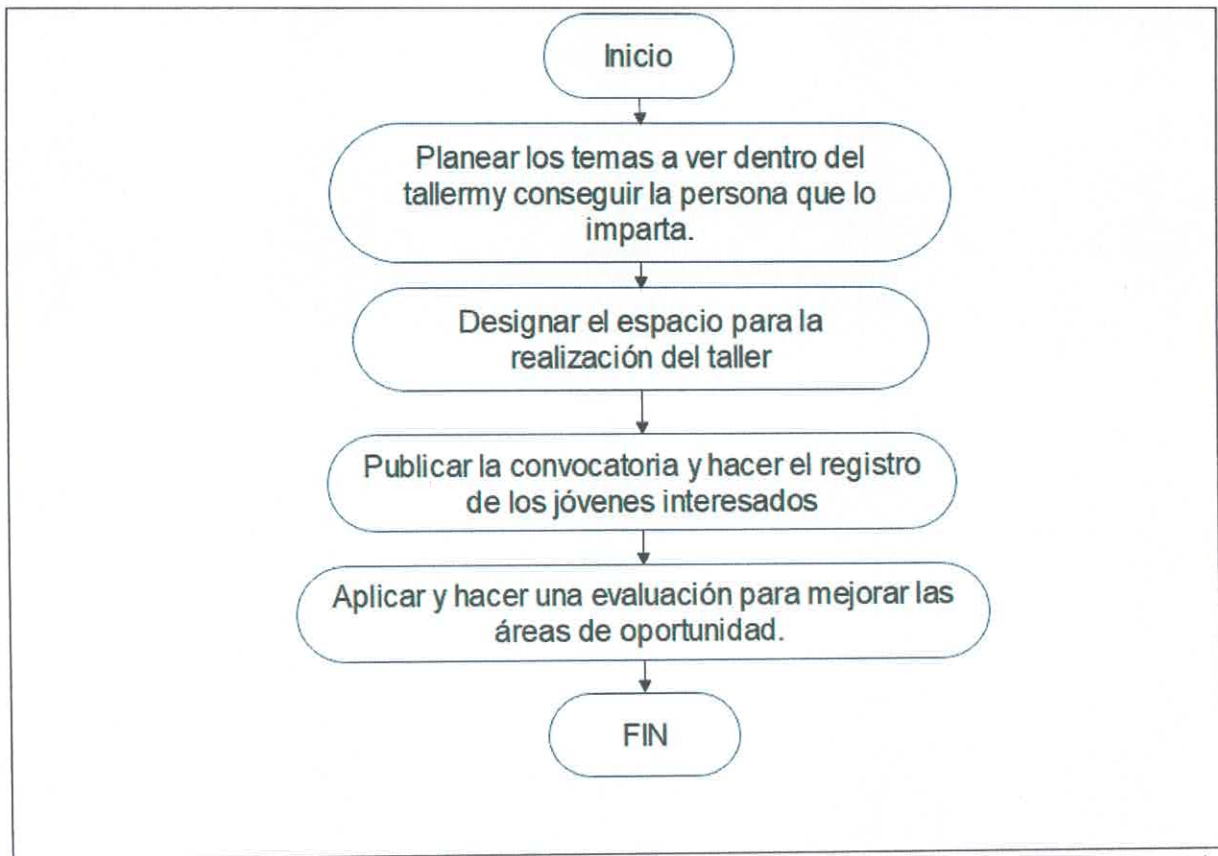 Inicio
Planear los temas a ver dentro del
tallermy conseguir la persona que lo
imparta.
Designar el espacio para la
realización del taller
Publicar la convocatoria y hacer el registro
de los jóvenes interesados
Aplicar y hacer una evaluación para mejorar las
áreas de oportunidad.
FIN